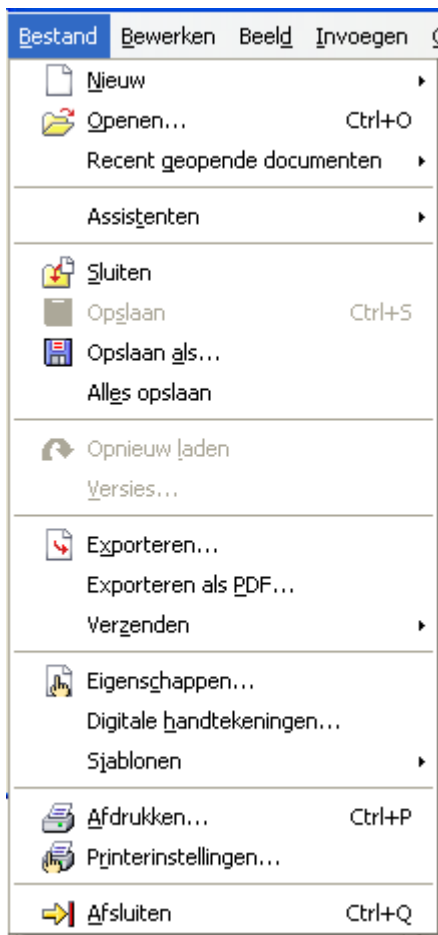 Bestand Bewerken Beeld Invoegen
Nieuw
Openen... Ctrl+O
Recent geopende documenten
Assistenten
Sluiten
Opslaan Ctrl+S
Opslaan als...
Alles opslaan
Opnieuw laden
Versies...
Exporteren...
Exporteren als PDF...
Verzenden
Eigenschappen...
Digitale handtekeningen...
Sjablonen
Afdrukken... Ctrl+P
Printerinstellingen...
Afsluiten Ctrl+Q